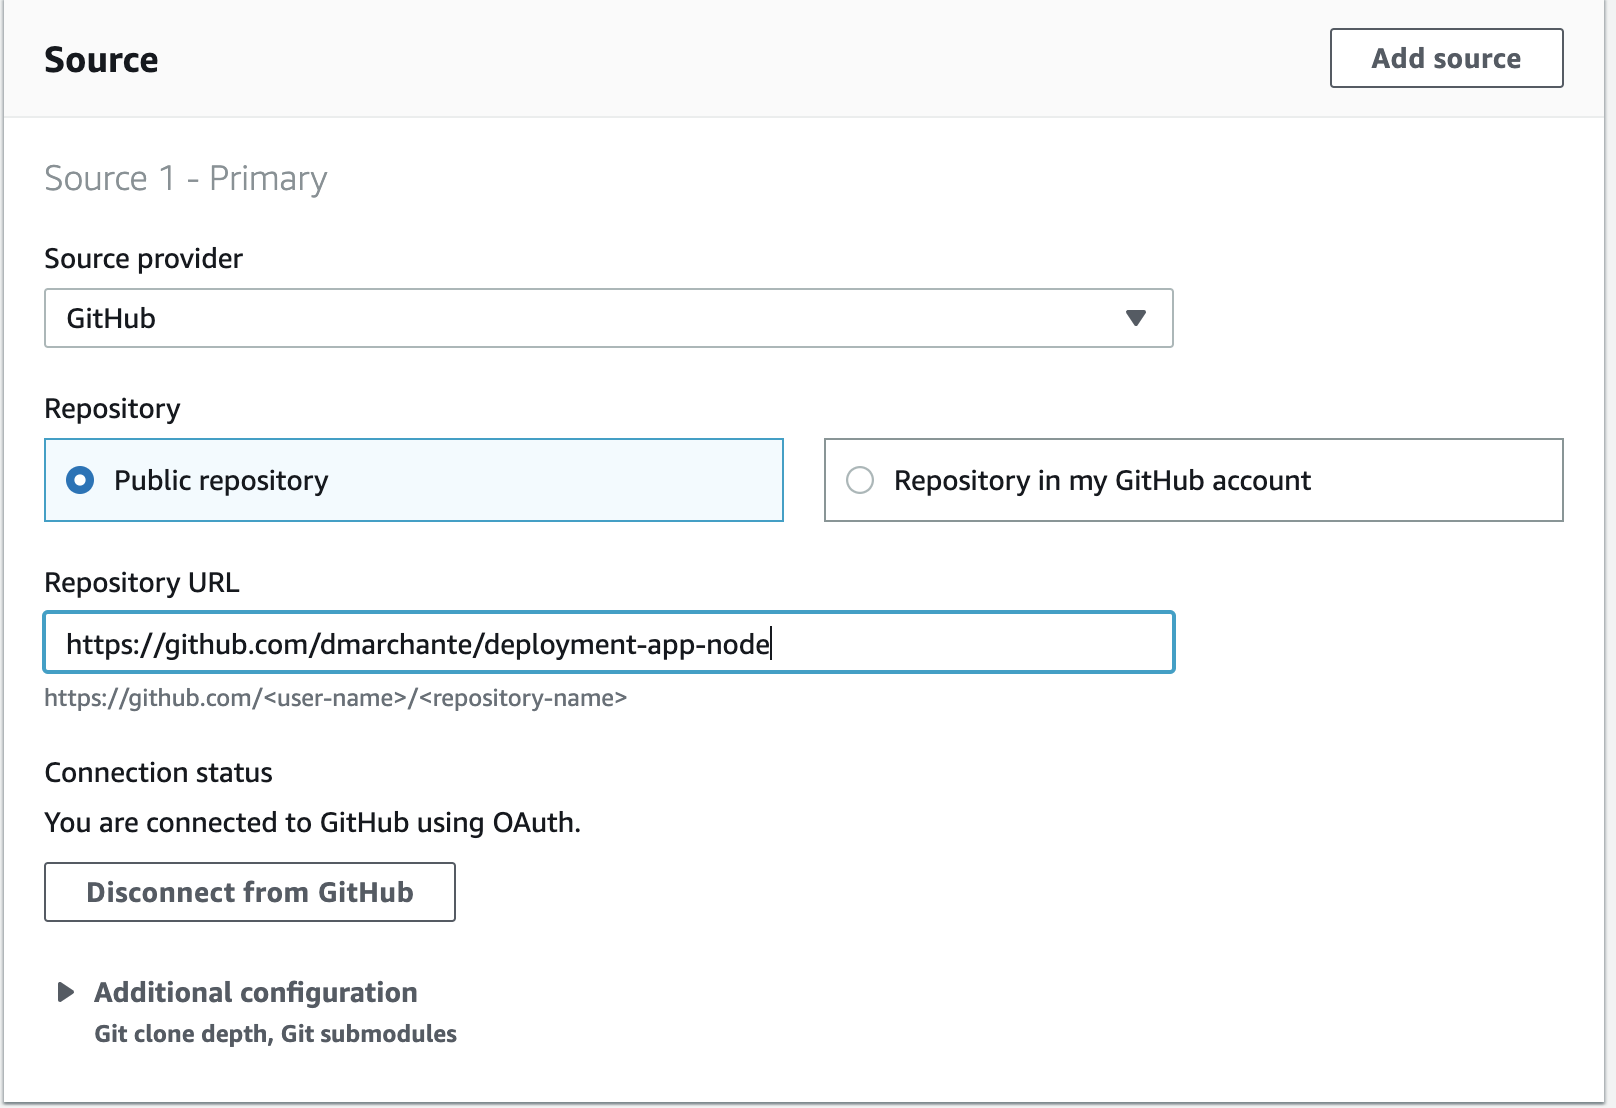 Source
Add source
Source 1 - Primary
Source provider
GitHub
Repository
Public repository
Repository in my GitHub account
Repository URL
https://github.com/dmarchante/deployment-app-node
https://github.com/<user-name>/<repository-name>
Connection status
You are connected to GitHub using OAuth.
Disconnect from GitHub
Additional configuration
Git clone depth, Git submodules